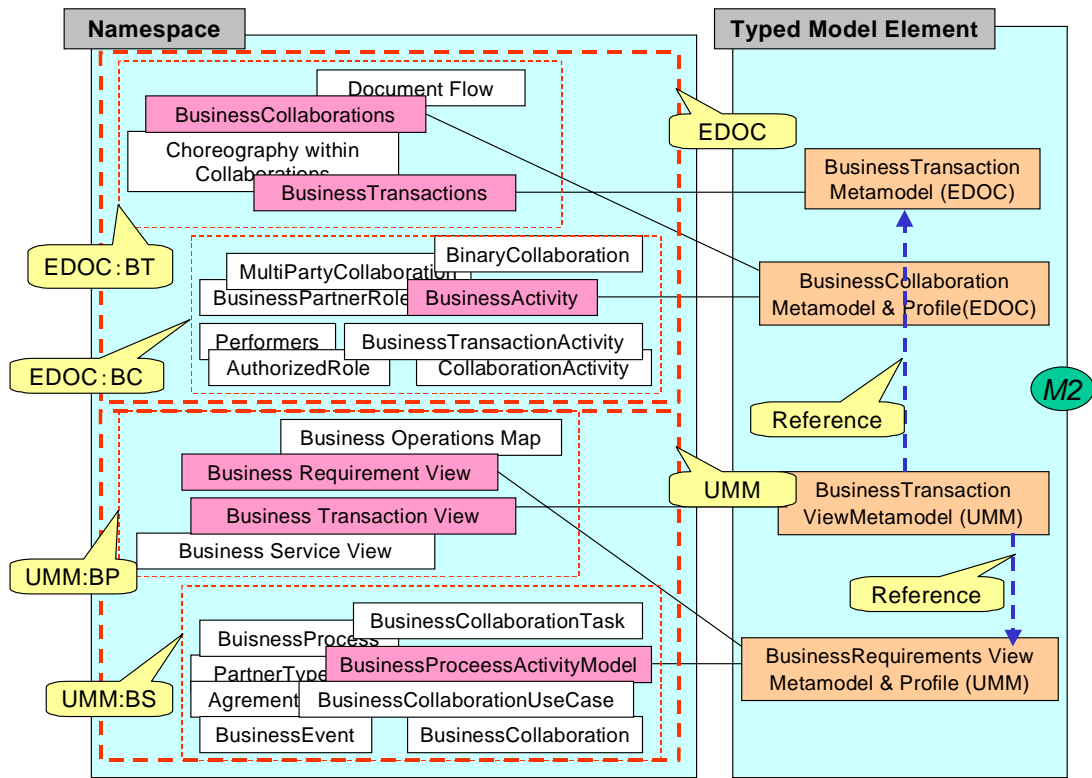 Namespace
Typed Model Element
Document Flow
BusinessCollaborations
Choreography within
Collaborations
BusinessTransactions
EDOC
BusinessTransaction
Metamodel (EDOC)
EDOC:BT
BinaryCollaboration
MultiPartyCollaboration
BusinessPartnerRole
BusinessActivity
BusinessCollaboration
Metamodel & Profile(EDOC)
Performers
BusinessTransactionActivity
AuthorizedRole
CollaborationActivity
EDOC:BC
M2
Reference
Business Operations Map
Business Requirement View
UMM
Business Transaction View
BusinessTransaction
ViewMetamodel (UMM)
Business Service View
UMM:BP
Reference
BusinessCollaborationTask
BuisnessProcess
PartnerType
BusinessProceessActivityModel
BusinessRequirements View
Metamodel & Profile (UMM)
UMM:BS
Agrement
BusinessCollaborationUseCase
BusinessEvent
BusinessCollaboration